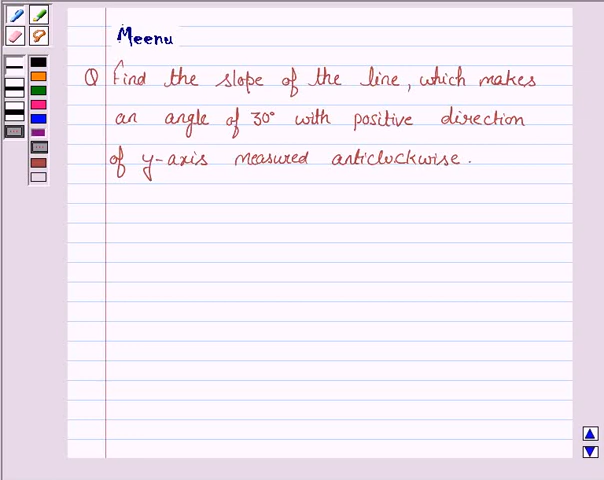 Meenu
Q Find the slope of the line, which makes
an angle of 30° with positive direction
of y-axis measured anticlockwise.